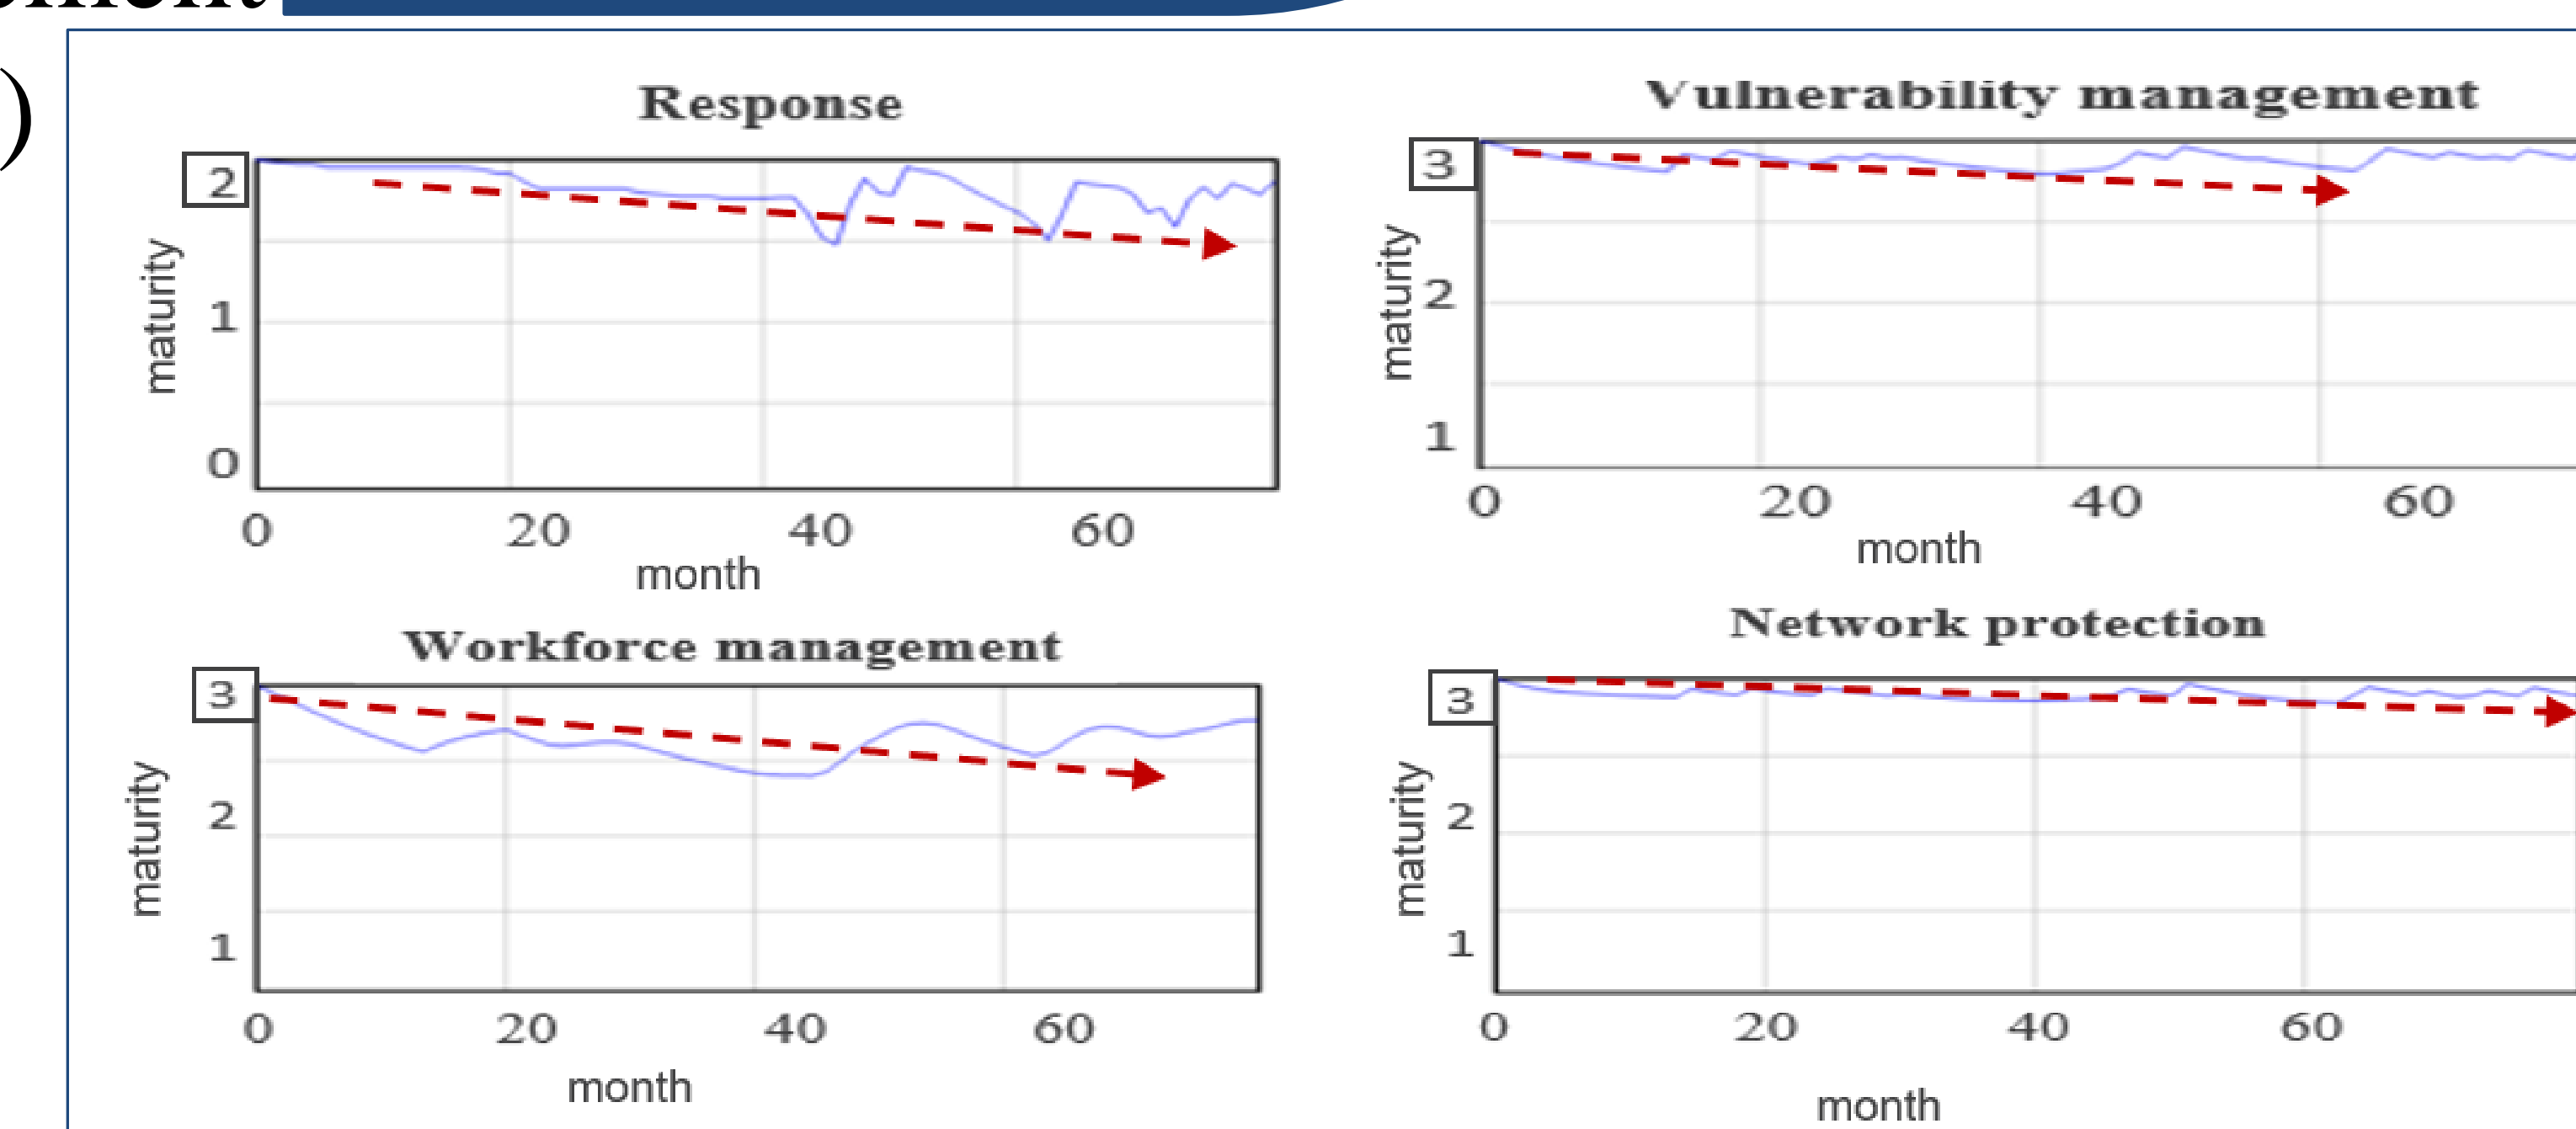 )
Response
2
1
0
maturity
0 20 40 60
month
Vulnerability management
3
2
1
maturity
0 20 40 60
month
Workforce management
3
2
1
maturity
0 20 40 60
month
Network protection
3
2
1
maturity
0 20 40 60
month